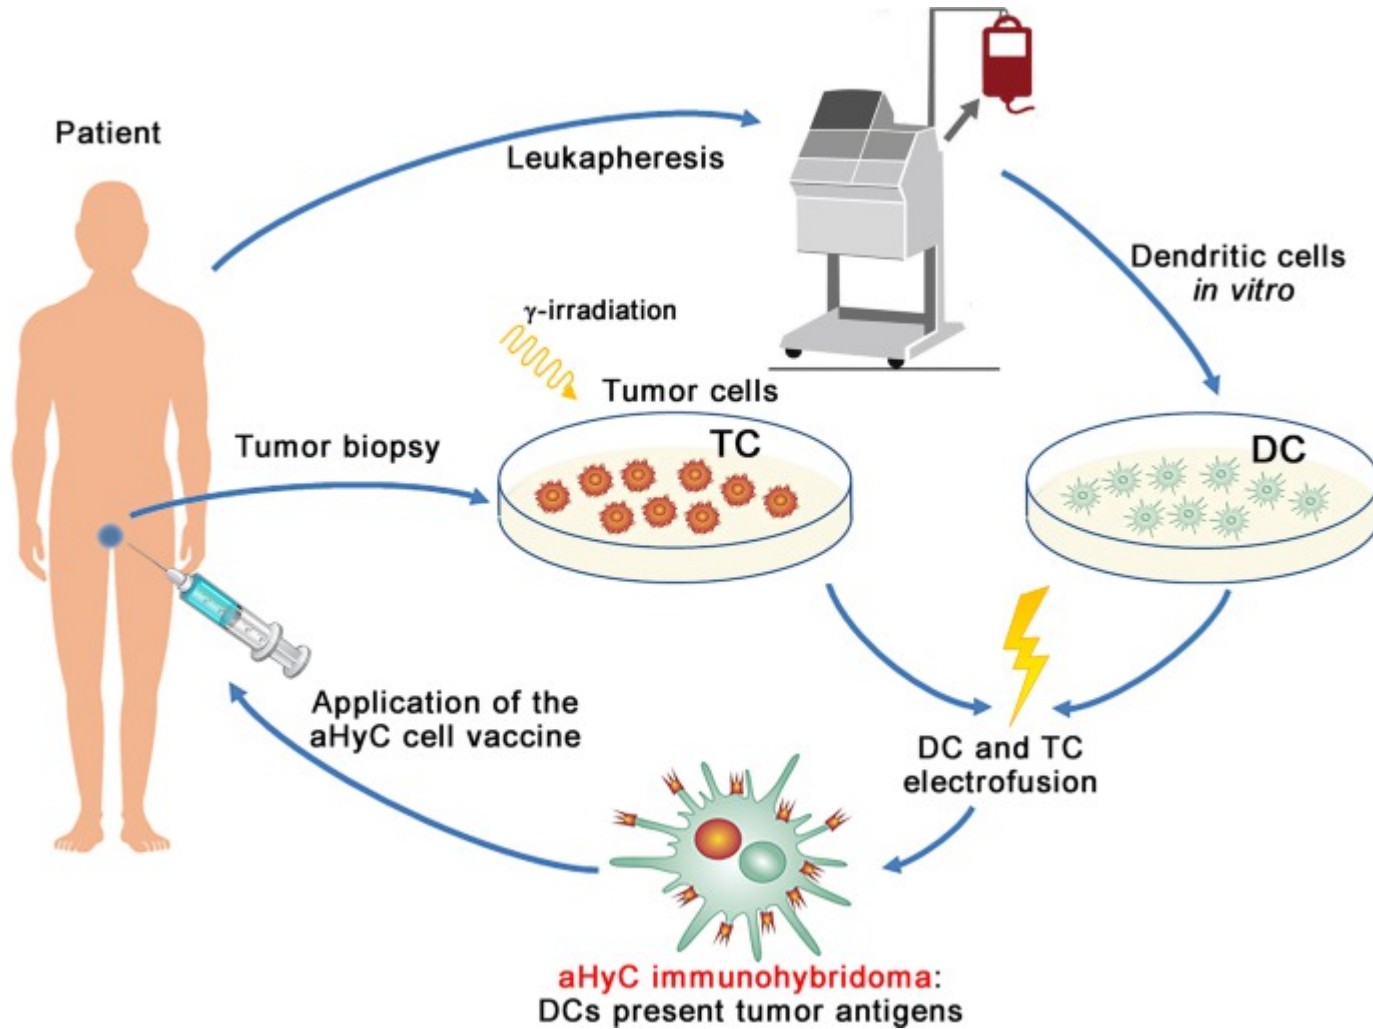 Patient
Leukapheresis
Dendritic cells
in vitro
γ-irradiation
Tumor cells
TC
DC
Tumor biopsy
Application of the
aHyC cell vaccine
DC and TC
electrofusion
aHyC immunohybridoma:
DCs present tumor antigens